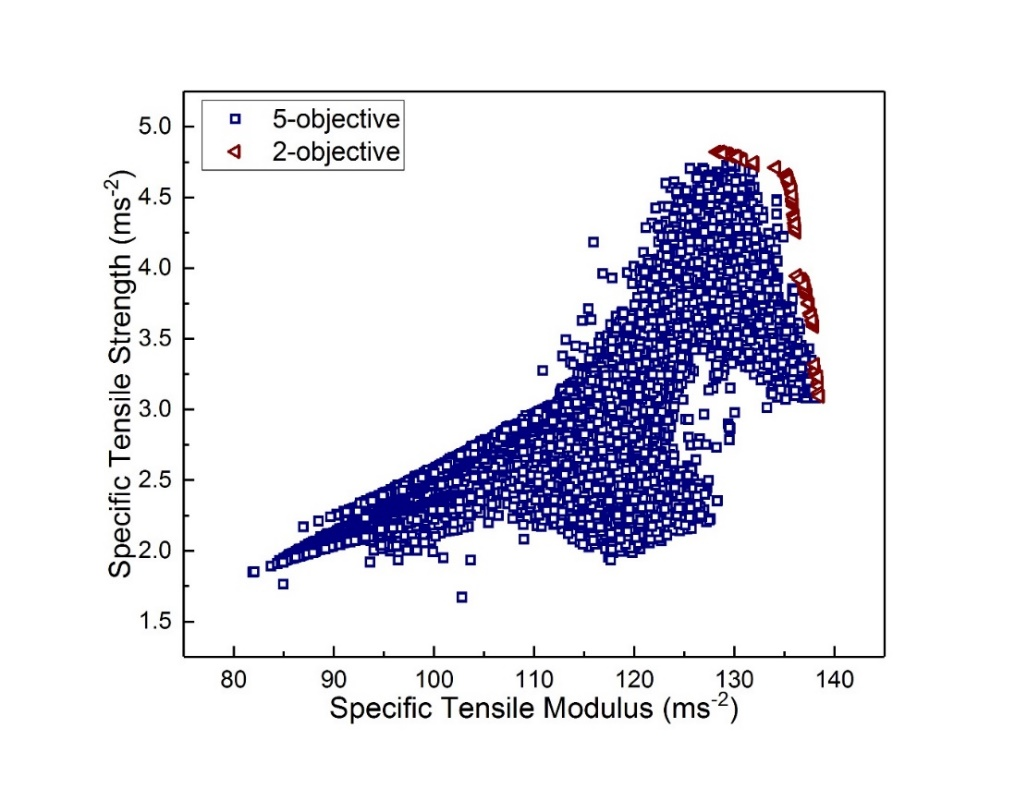 5-objective
2-objective
Specific Tensile Strength (ms⁻²)
5.0
4.5
4.0
3.5
3.0
2.5
2.0
1.5
80 90 100 110 120 130 140
Specific Tensile Modulus (ms⁻²)